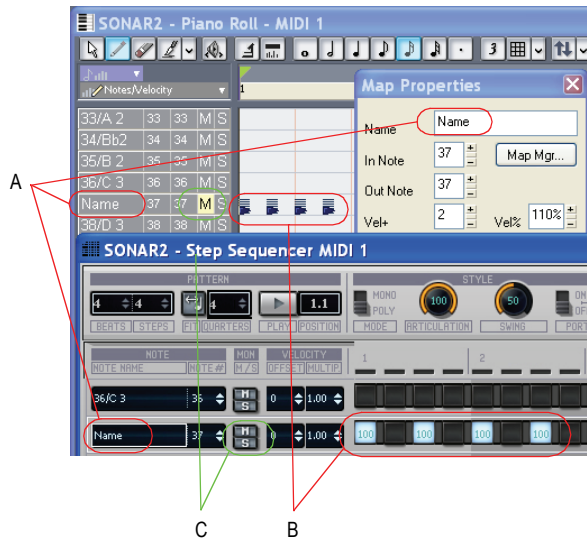 SONAR2 - Piano Roll - MIDI 1
3
Notes/Velocity
1
33/A 2 33 33 M S
34/Bb2 34 34 M S
35/B 2 35 35 M S
36/C 3 36 36 M S
Name 37 37 M S
38/D 3 38 38 M S
Map Properties
Name Name
In Note 37 Map Mgr...
Out Note 37
Vel+ 2 Vel% 110%
A
SONAR2 - Step Sequencer MIDI 1
PATTERN STYLE
4 4 4 1.1 MONO POLY 100 50
BEATS STEPS FIT QUARTERS PLAY POSITION MODE ARTICULATION SWING
NOTE MON VELOCITY 1 2
NOTE NAME NOTE# M/S OFFSET MULTIP
36/C 3 36 M S 0 1.00
Name 37 M S 0 1.00 100 100 100 100
C B